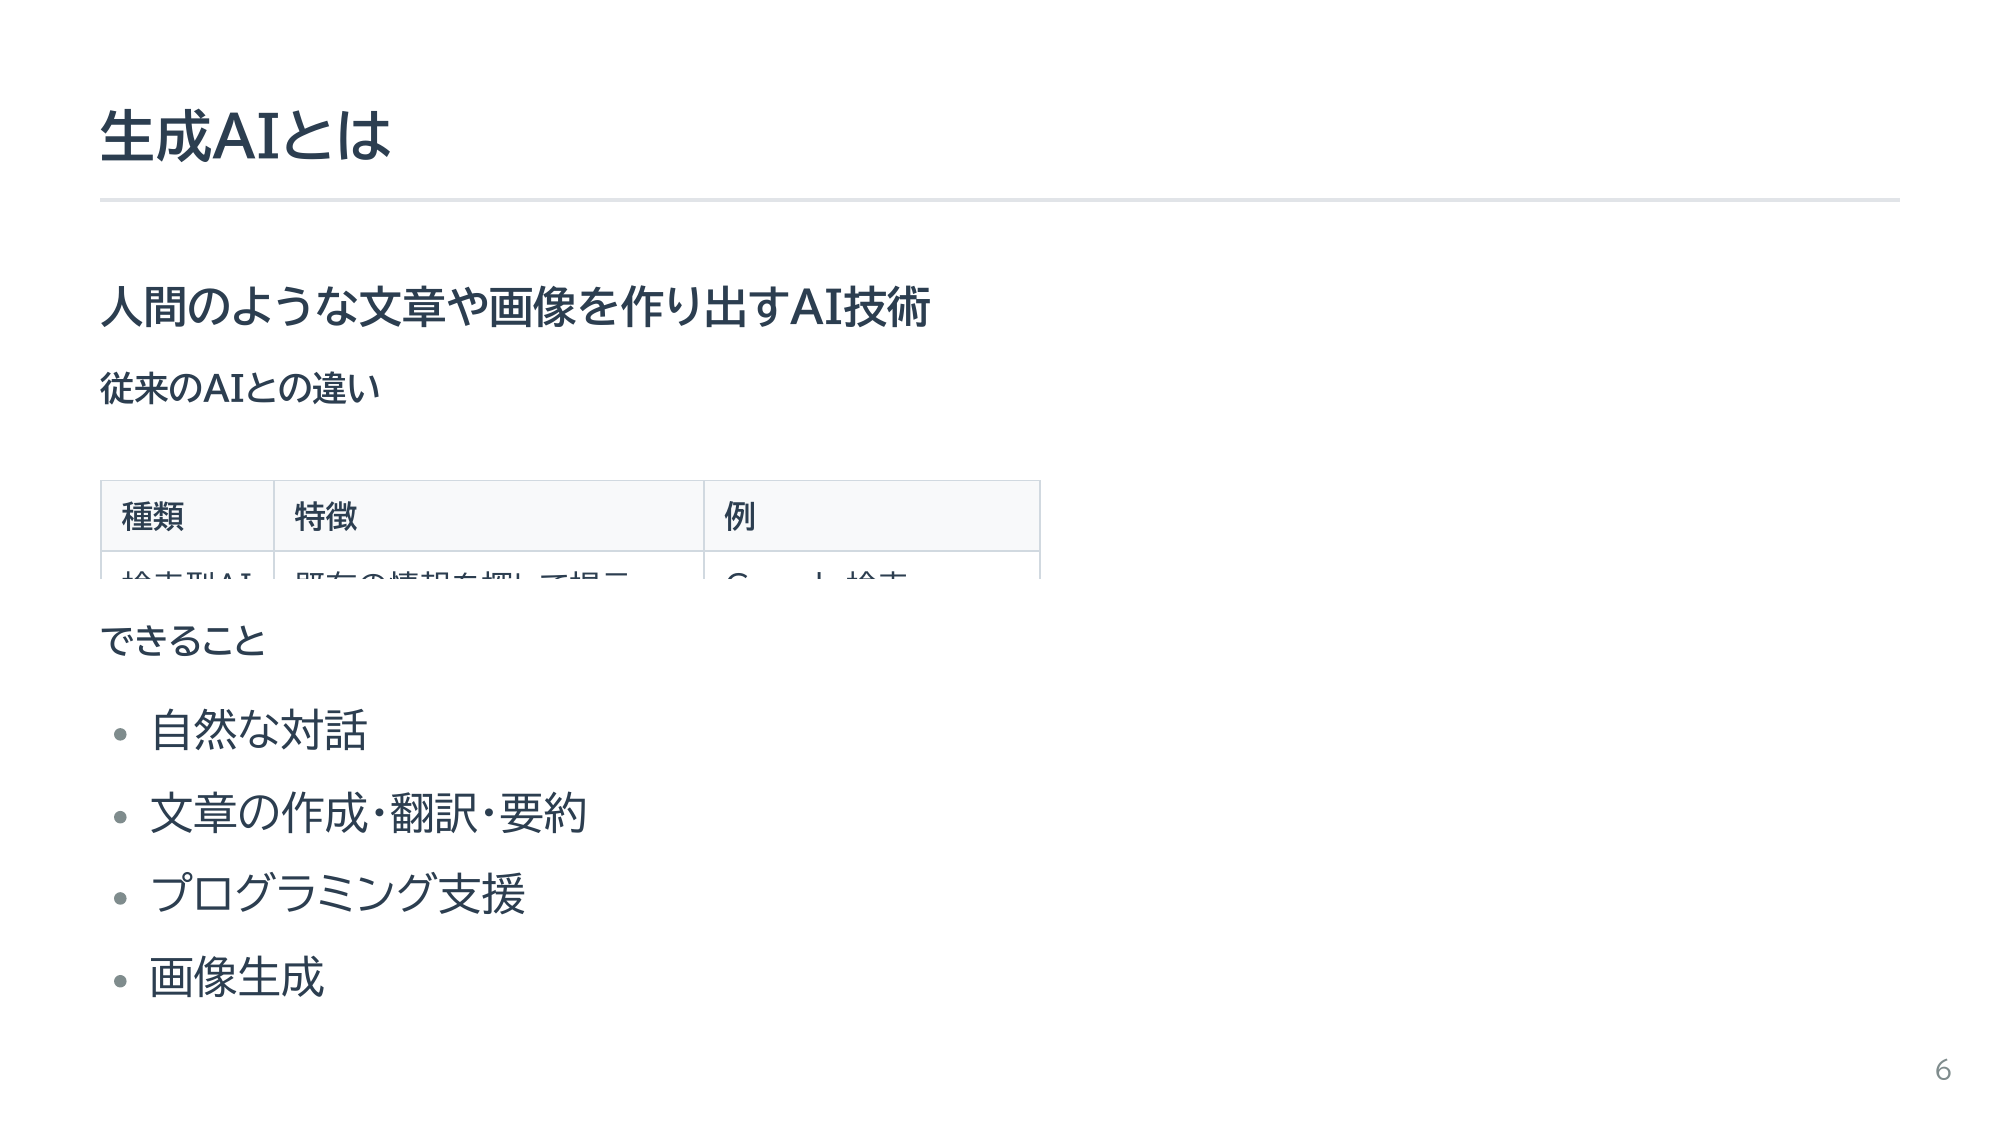 生成AIとは
人間のような文章や画像を作り出すAI技術
従来のAIとの違い
種類 特徴 例
できること
• 自然な対話
• 文章の作成・翻訳・要約
• プログラミング支援
• 画像生成
6